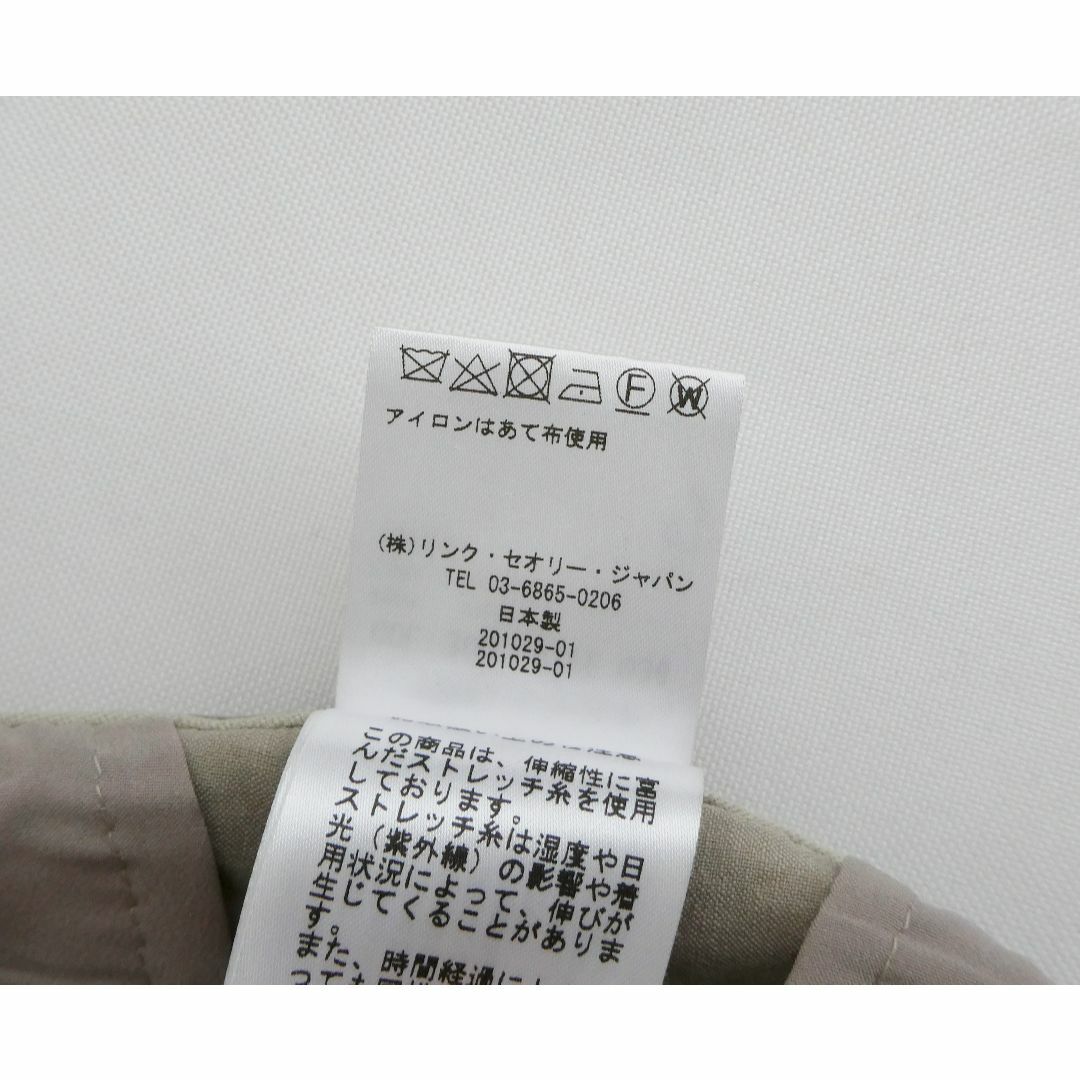 F W
アイロンはあて布使用
(株)リンク・セオリー・ジャパン
TEL 03-6865-0206
日本製
201029-01
201029-01
この商品は、伸縮性に富
んだストレッチ糸を使用
しております。
ストレッチ糸は湿度や日
光(紫外線)の影響や着
用状況によって、伸びが
生じてくることがありま
す。
また、時間経過に